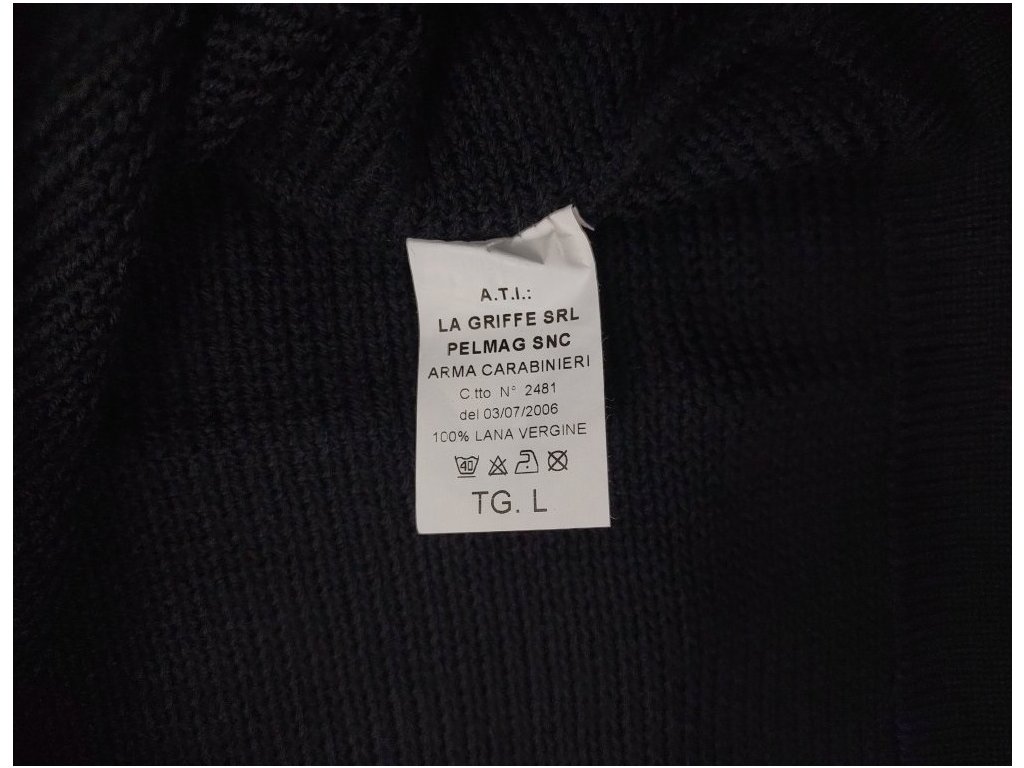 A.T.I.:
LA GRIFFE SRL
PELMAG SNC
ARMA CARABINIERI
C.tto N° 2481
del 03/07/2006
100% LANA VERGINE
40
TG. L